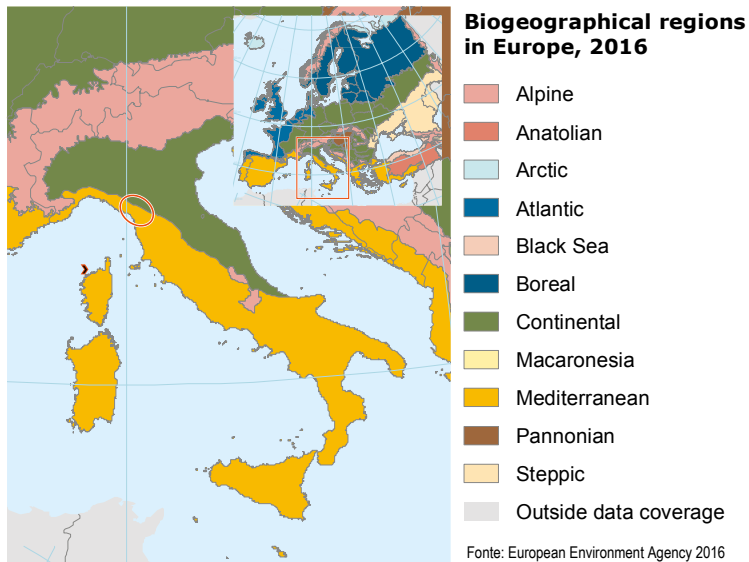 Biogeographical regions
in Europe, 2016
Alpine
Anatolian
Arctic
Atlantic
Black Sea
Boreal
Continental
Macaronesia
Mediterranean
Pannonian
Steppic
Outside data coverage
Fonte: European Environment Agency 2016